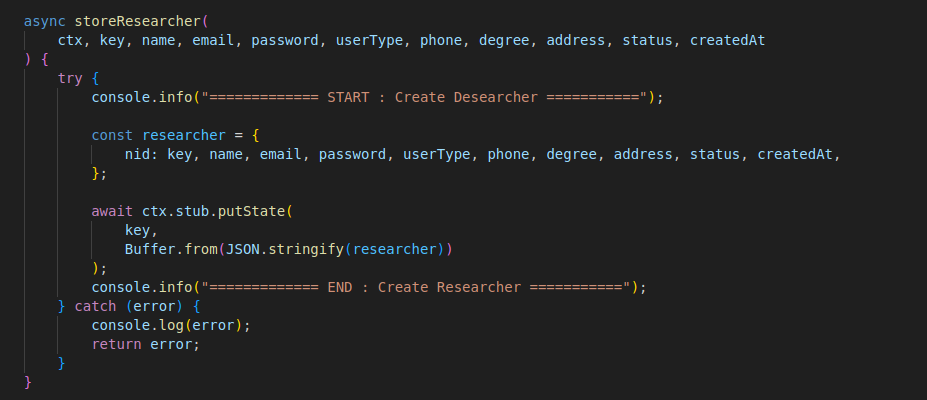 async storeResearcher(
ctx, key, name, email, password, userType, phone, degree, address, status, createdAt
) {
try {
console.info("============= START : Create Desearcher ===========");
const researcher = {
nid: key, name, email, password, userType, phone, degree, address, status, createdAt,
};
await ctx.stub.putState(
key,
Buffer.from(JSON.stringify(researcher))
);
console.info("============= END : Create Researcher ===========");
} catch (error) {
console.log(error);
return error;
}
}